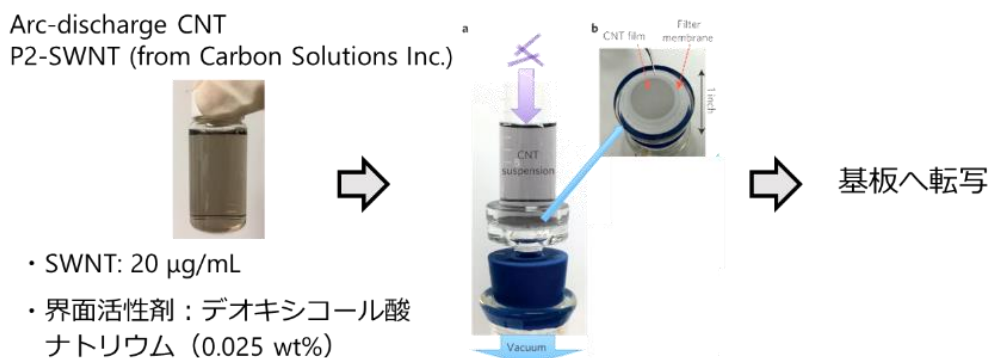 Arc-discharge CNT
P2-SWNT (from Carbon Solutions Inc.)
・SWNT: 20 μg/mL
・界面活性剤：デオキシコール酸
ナトリウム（0.025 wt%）
a
CNT
suspension
Vacuum
b
CNT film
Filter
membrane
1 inch
基板へ転写